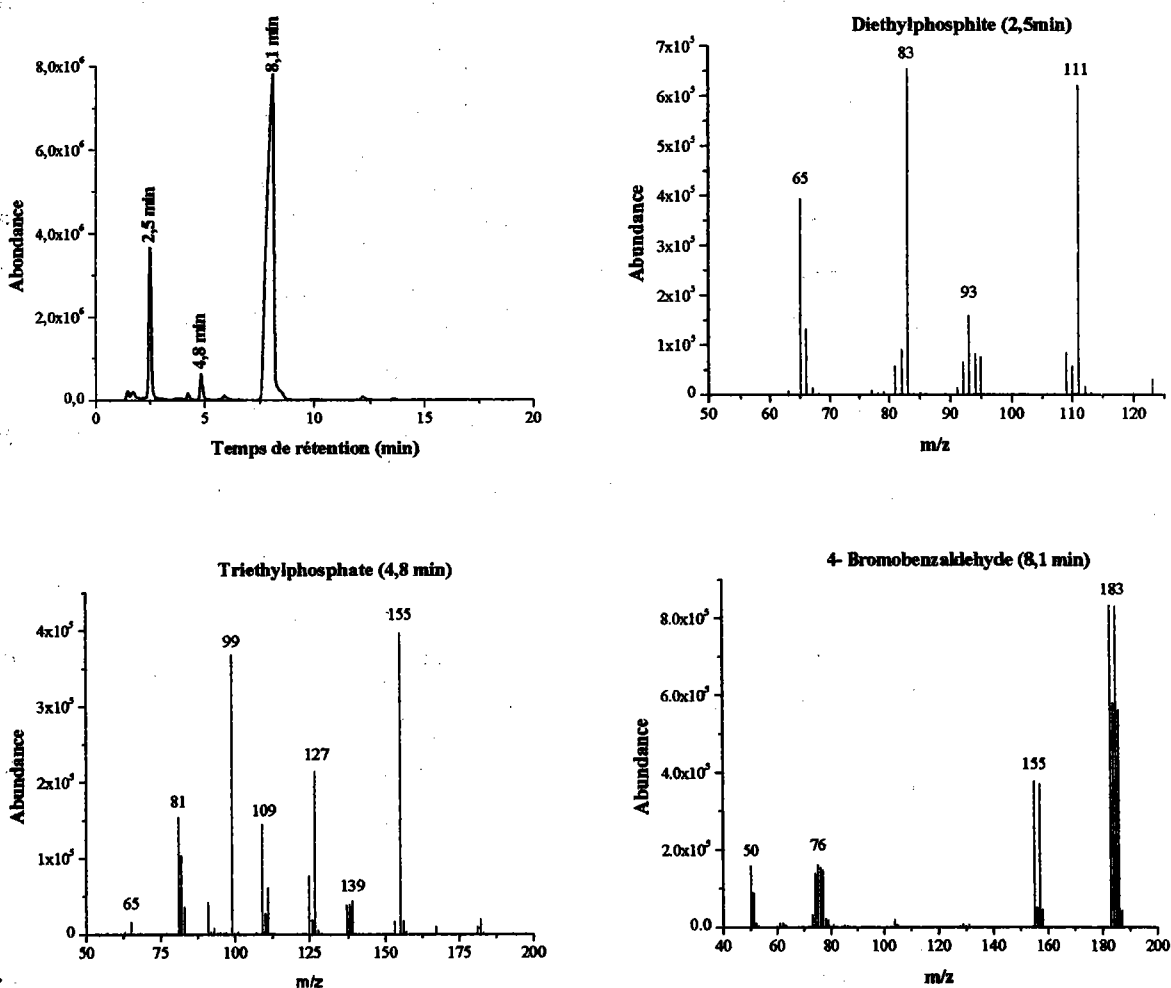 8,0x10⁶
6,0x10⁶
4,0x10⁶
2,0x10⁶
0,0
Abondance
2,5 min
4,8 min
8,1 min
0
5
10
15
20
Temps de rétention (min)
Diethylphosphite (2,5min)
7x10⁵
6x10⁵
5x10⁵
4x10⁵
3x10⁵
2x10⁵
1x10⁵
0
Abundance
65
83
93
111
50
60
70
80
90
100
110
120
m/z
Triethylphosphate (4,8 min)
4x10⁵
3x10⁵
2x10⁵
1x10⁵
0
Abundance
65
81
99
109
127
139
155
50
75
100
125
150
175
200
m/z
4- Bromobenzaldehyde (8,1 min)
8.0x10⁵
6.0x10⁵
4.0x10⁵
2.0x10⁵
0.0
Abundance
50
76
155
183
40
60
80
100
120
140
160
180
200
m/z